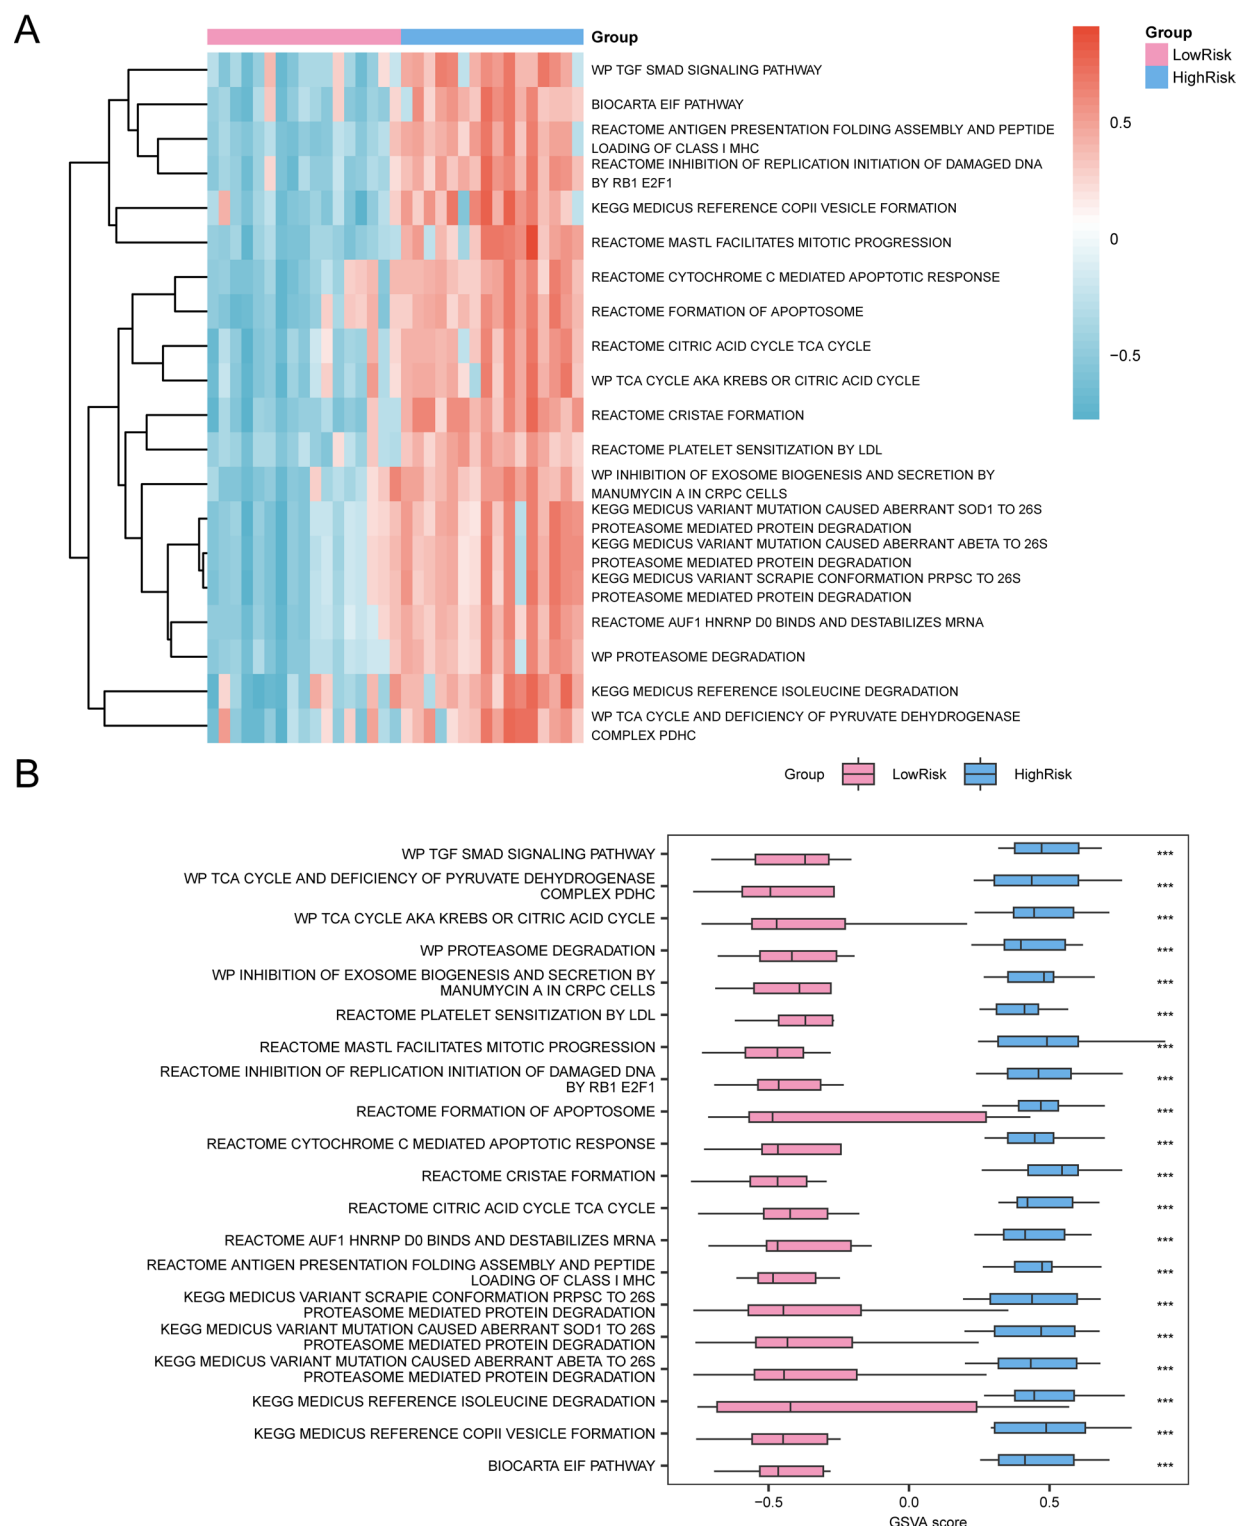 A
Group
WP TGF SMAD SIGNALING PATHWAY
BIOCARTA EIF PATHWAY
REACTOME ANTIGEN PRESENTATION FOLDING ASSEMBLY AND PEPTIDE
LOADING OF CLASS I MHC
REACTOME INHIBITION OF REPLICATION INITIATION OF DAMAGED DNA
BY RB1 E2F1
KEGG MEDICUS REFERENCE COPII VESICLE FORMATION
REACTOME MASTL FACILITATES MITOTIC PROGRESSION
REACTOME CYTOCHROME C MEDIATED APOPTOTIC RESPONSE
REACTOME FORMATION OF APOPTOSOME
REACTOME CITRIC ACID CYCLE TCA CYCLE
WP TCA CYCLE AKA KREBS OR CITRIC ACID CYCLE
REACTOME CRISTAE FORMATION
REACTOME PLATELET SENSITIZATION BY LDL
WP INHIBITION OF EXOSOME BIOGENESIS AND SECRETION BY
MANUMYCIN A IN CRPC CELLS
KEGG MEDICUS VARIANT MUTATION CAUSED ABERRANT SOD1 TO 26S
PROTEASOME MEDIATED PROTEIN DEGRADATION
KEGG MEDICUS VARIANT MUTATION CAUSED ABERRANT ABETA TO 26S
PROTEASOME MEDIATED PROTEIN DEGRADATION
KEGG MEDICUS VARIANT SCRAPIE CONFORMATION PRPSC TO 26S
PROTEASOME MEDIATED PROTEIN DEGRADATION
REACTOME AUF1 HNRNP D0 BINDS AND DESTABILIZES MRNA
WP PROTEASOME DEGRADATION
KEGG MEDICUS REFERENCE ISOLEUCINE DEGRADATION
WP TCA CYCLE AND DEFICIENCY OF PYRUVATE DEHYDROGENASE
COMPLEX PDHC
0.5
0
−0.5
Group
LowRisk
HighRisk
B
Group LowRisk HighRisk
WP TGF SMAD SIGNALING PATHWAY ***
WP TCA CYCLE AND DEFICIENCY OF PYRUVATE DEHYDROGENASE
COMPLEX PDHC ***
WP TCA CYCLE AKA KREBS OR CITRIC ACID CYCLE ***
WP PROTEASOME DEGRADATION ***
WP INHIBITION OF EXOSOME BIOGENESIS AND SECRETION BY
MANUMYCIN A IN CRPC CELLS ***
REACTOME PLATELET SENSITIZATION BY LDL ***
REACTOME MASTL FACILITATES MITOTIC PROGRESSION ***
REACTOME INHIBITION OF REPLICATION INITIATION OF DAMAGED DNA
BY RB1 E2F1 ***
REACTOME FORMATION OF APOPTOSOME ***
REACTOME CYTOCHROME C MEDIATED APOPTOTIC RESPONSE ***
REACTOME CRISTAE FORMATION ***
REACTOME CITRIC ACID CYCLE TCA CYCLE ***
REACTOME AUF1 HNRNP D0 BINDS AND DESTABILIZES MRNA ***
REACTOME ANTIGEN PRESENTATION FOLDING ASSEMBLY AND PEPTIDE
LOADING OF CLASS I MHC ***
KEGG MEDICUS VARIANT SCRAPIE CONFORMATION PRPSC TO 26S
PROTEASOME MEDIATED PROTEIN DEGRADATION ***
KEGG MEDICUS VARIANT MUTATION CAUSED ABERRANT SOD1 TO 26S
PROTEASOME MEDIATED PROTEIN DEGRADATION ***
KEGG MEDICUS VARIANT MUTATION CAUSED ABERRANT ABETA TO 26S
PROTEASOME MEDIATED PROTEIN DEGRADATION ***
KEGG MEDICUS REFERENCE ISOLEUCINE DEGRADATION ***
KEGG MEDICUS REFERENCE COPII VESICLE FORMATION ***
BIOCARTA EIF PATHWAY ***
−0.5 0.0 0.5
GSVA score